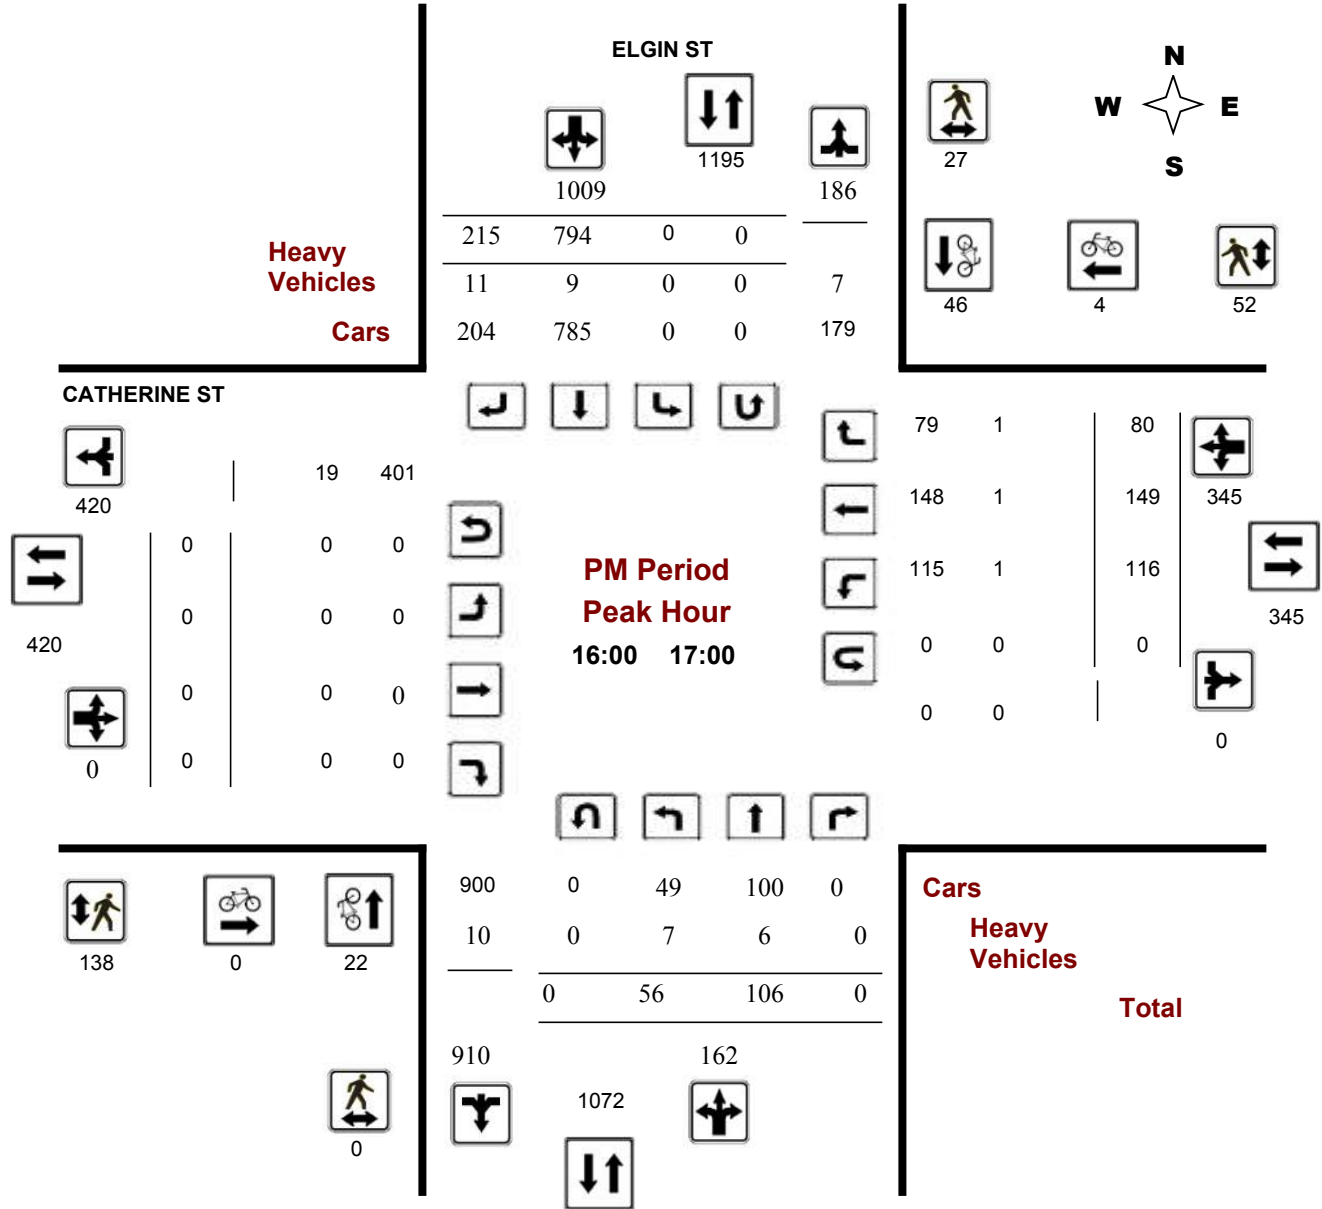 ELGIN ST
N
W E
S
1195
27
1009
186
215 794 0 0
Heavy
Vehicles
11 9 0 0 7
46 4 52
Cars
204 785 0 0 179
CATHERINE ST
79 1 80
19 401
420
148 1 149 345
0 0 0
PM Period
Peak Hour
16:00 17:00
115 1 116
0 0 0
345
420
0 0 0
0 0 0
0 0
0
0
0 0 0
900 0 49 100 0
Cars
10 0 7 6 0
Heavy
Vehicles
138 0 22
0 56 106 0
Total
910
162
1072
0